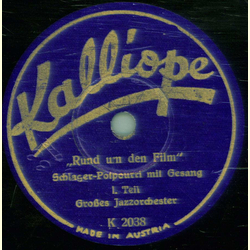 Kalliope
„Rund um den Film"
Schlager-Potpourri mit Gesang
I. Teil
Großes Jazzorchester
K 2038
MADE IN AUSTRIA